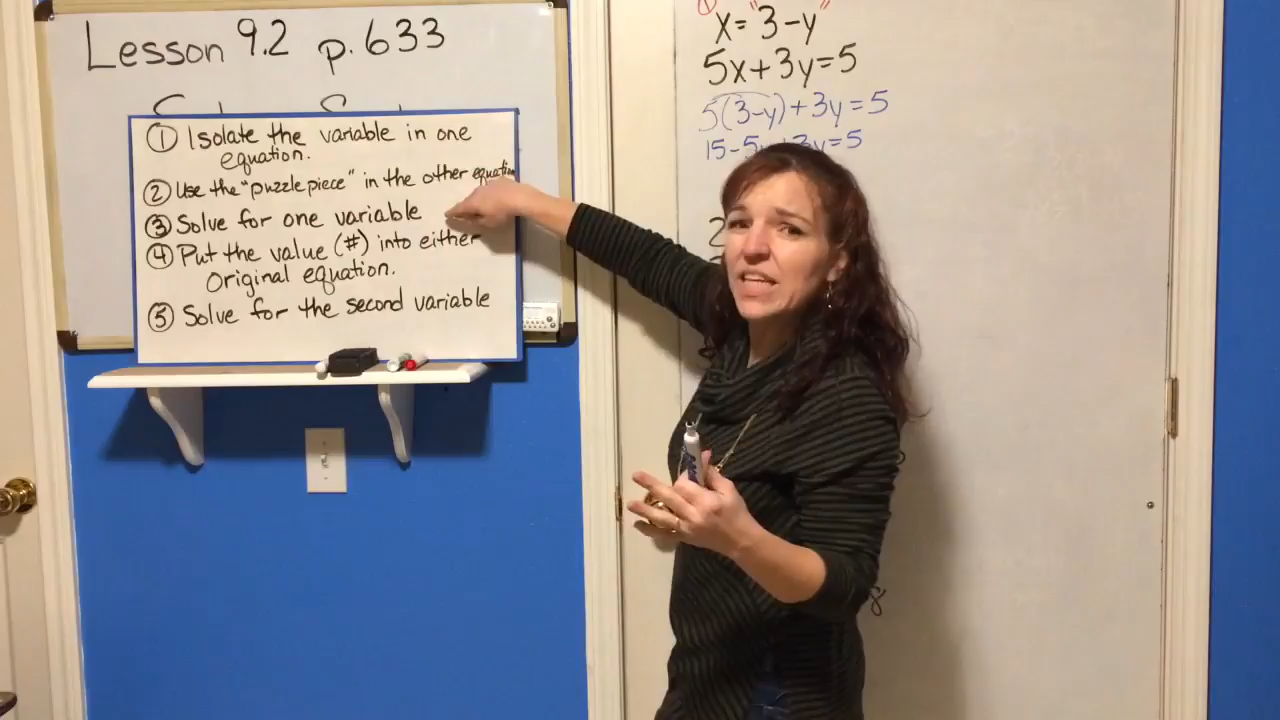 Lesson 9.2 p. 633
① Isolate the variable in one
equation.
② Use the "puzzle piece" in the other equation
③ Solve for one variable
④ Put the value (#) into either
Original equation.
⑤ Solve for the second variable
①
x = "3-y"
5x+3y=5
5(3-y)+3y=5
15-5y+3y=5
2